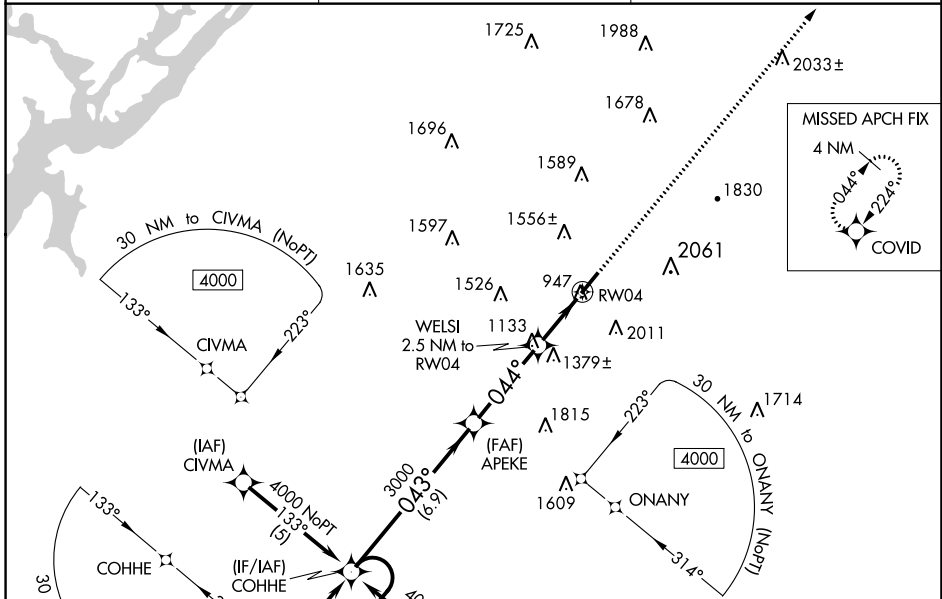 1725
1988
2033±
1678
MISSED APCH FIX
4 NM
044°
224°
COVID
1696
1589
1830
30 NM to CIVMA (NoPT)
4000
133°
223°
CIVMA
1597
1556±
2061
1635
1526
947
RW04
WELSI
2.5 NM to
RW04
1133
2011
1379±
044°
1815
(FAF)
APEKE
30 NM to ONANY (NoPT)
223°
4000
1714
1609
ONANY
314°
(IAF)
CIVMA
4000 NoPT
133°
(5)
3000
043°
(6.9)
133°
COHHE
30
(IF/IAF)
COHHE